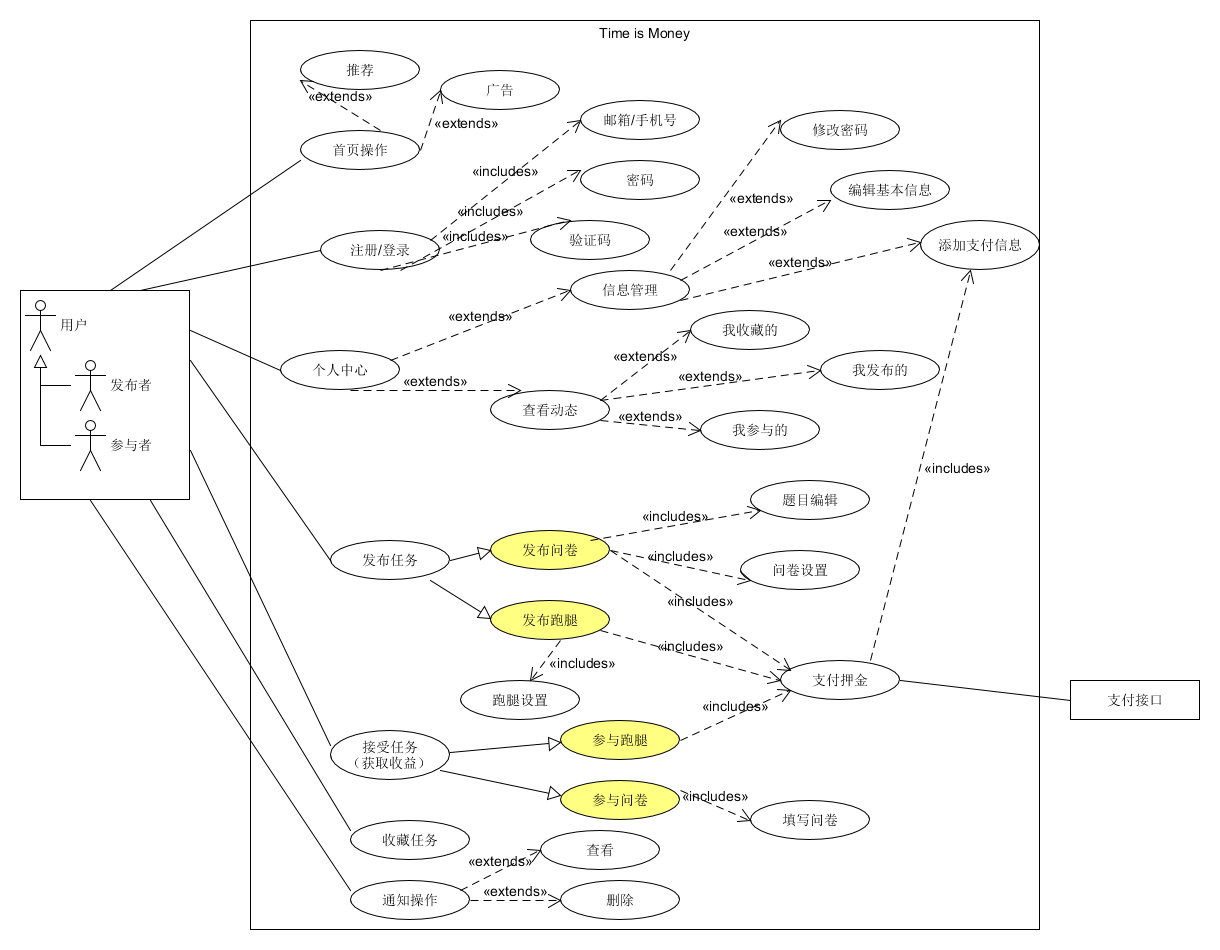 Time is Money
推荐
«extends»
广告
«extends»
首页操作
邮箱/手机号
«includes»
密码
«includes»
验证码
«includes»
注册/登录
修改密码
«extends»
编辑基本信息
«extends»
添加支付信息
«extends»
信息管理
«extends»
用户
发布者
参与者
个人中心
«extends»
查看动态
我收藏的
«extends»
我发布的
«extends»
我参与的
«extends»
«includes»
题目编辑
«includes»
发布任务
发布问卷
«includes»
问卷设置
«includes»
发布跑腿
«includes»
«includes»
跑腿设置
支付押金
支付接口
«includes»
接受任务
（获取收益）
参与跑腿
参与问卷
«includes»
填写问卷
收藏任务
查看
«extends»
通知操作
«extends»
删除